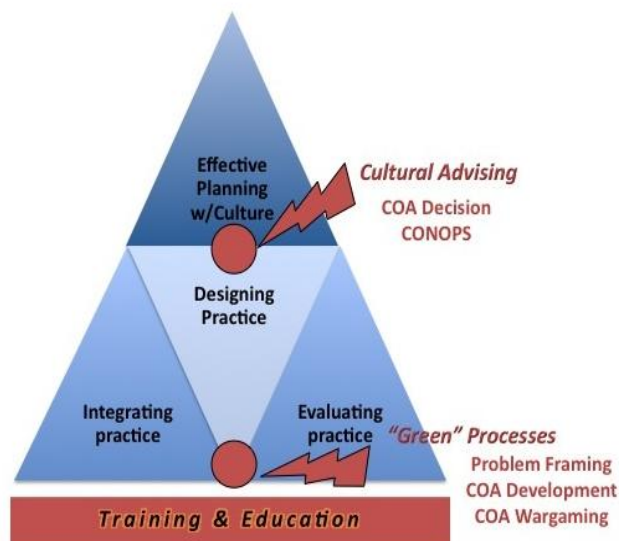 Effective
Planning
w/Culture
Cultural Advising
COA Decision
CONOPS
Designing
Practice
Integrating
practice
Evaluating
practice
"Green" Processes
Problem Framing
COA Development
COA Wargaming
Training & Education